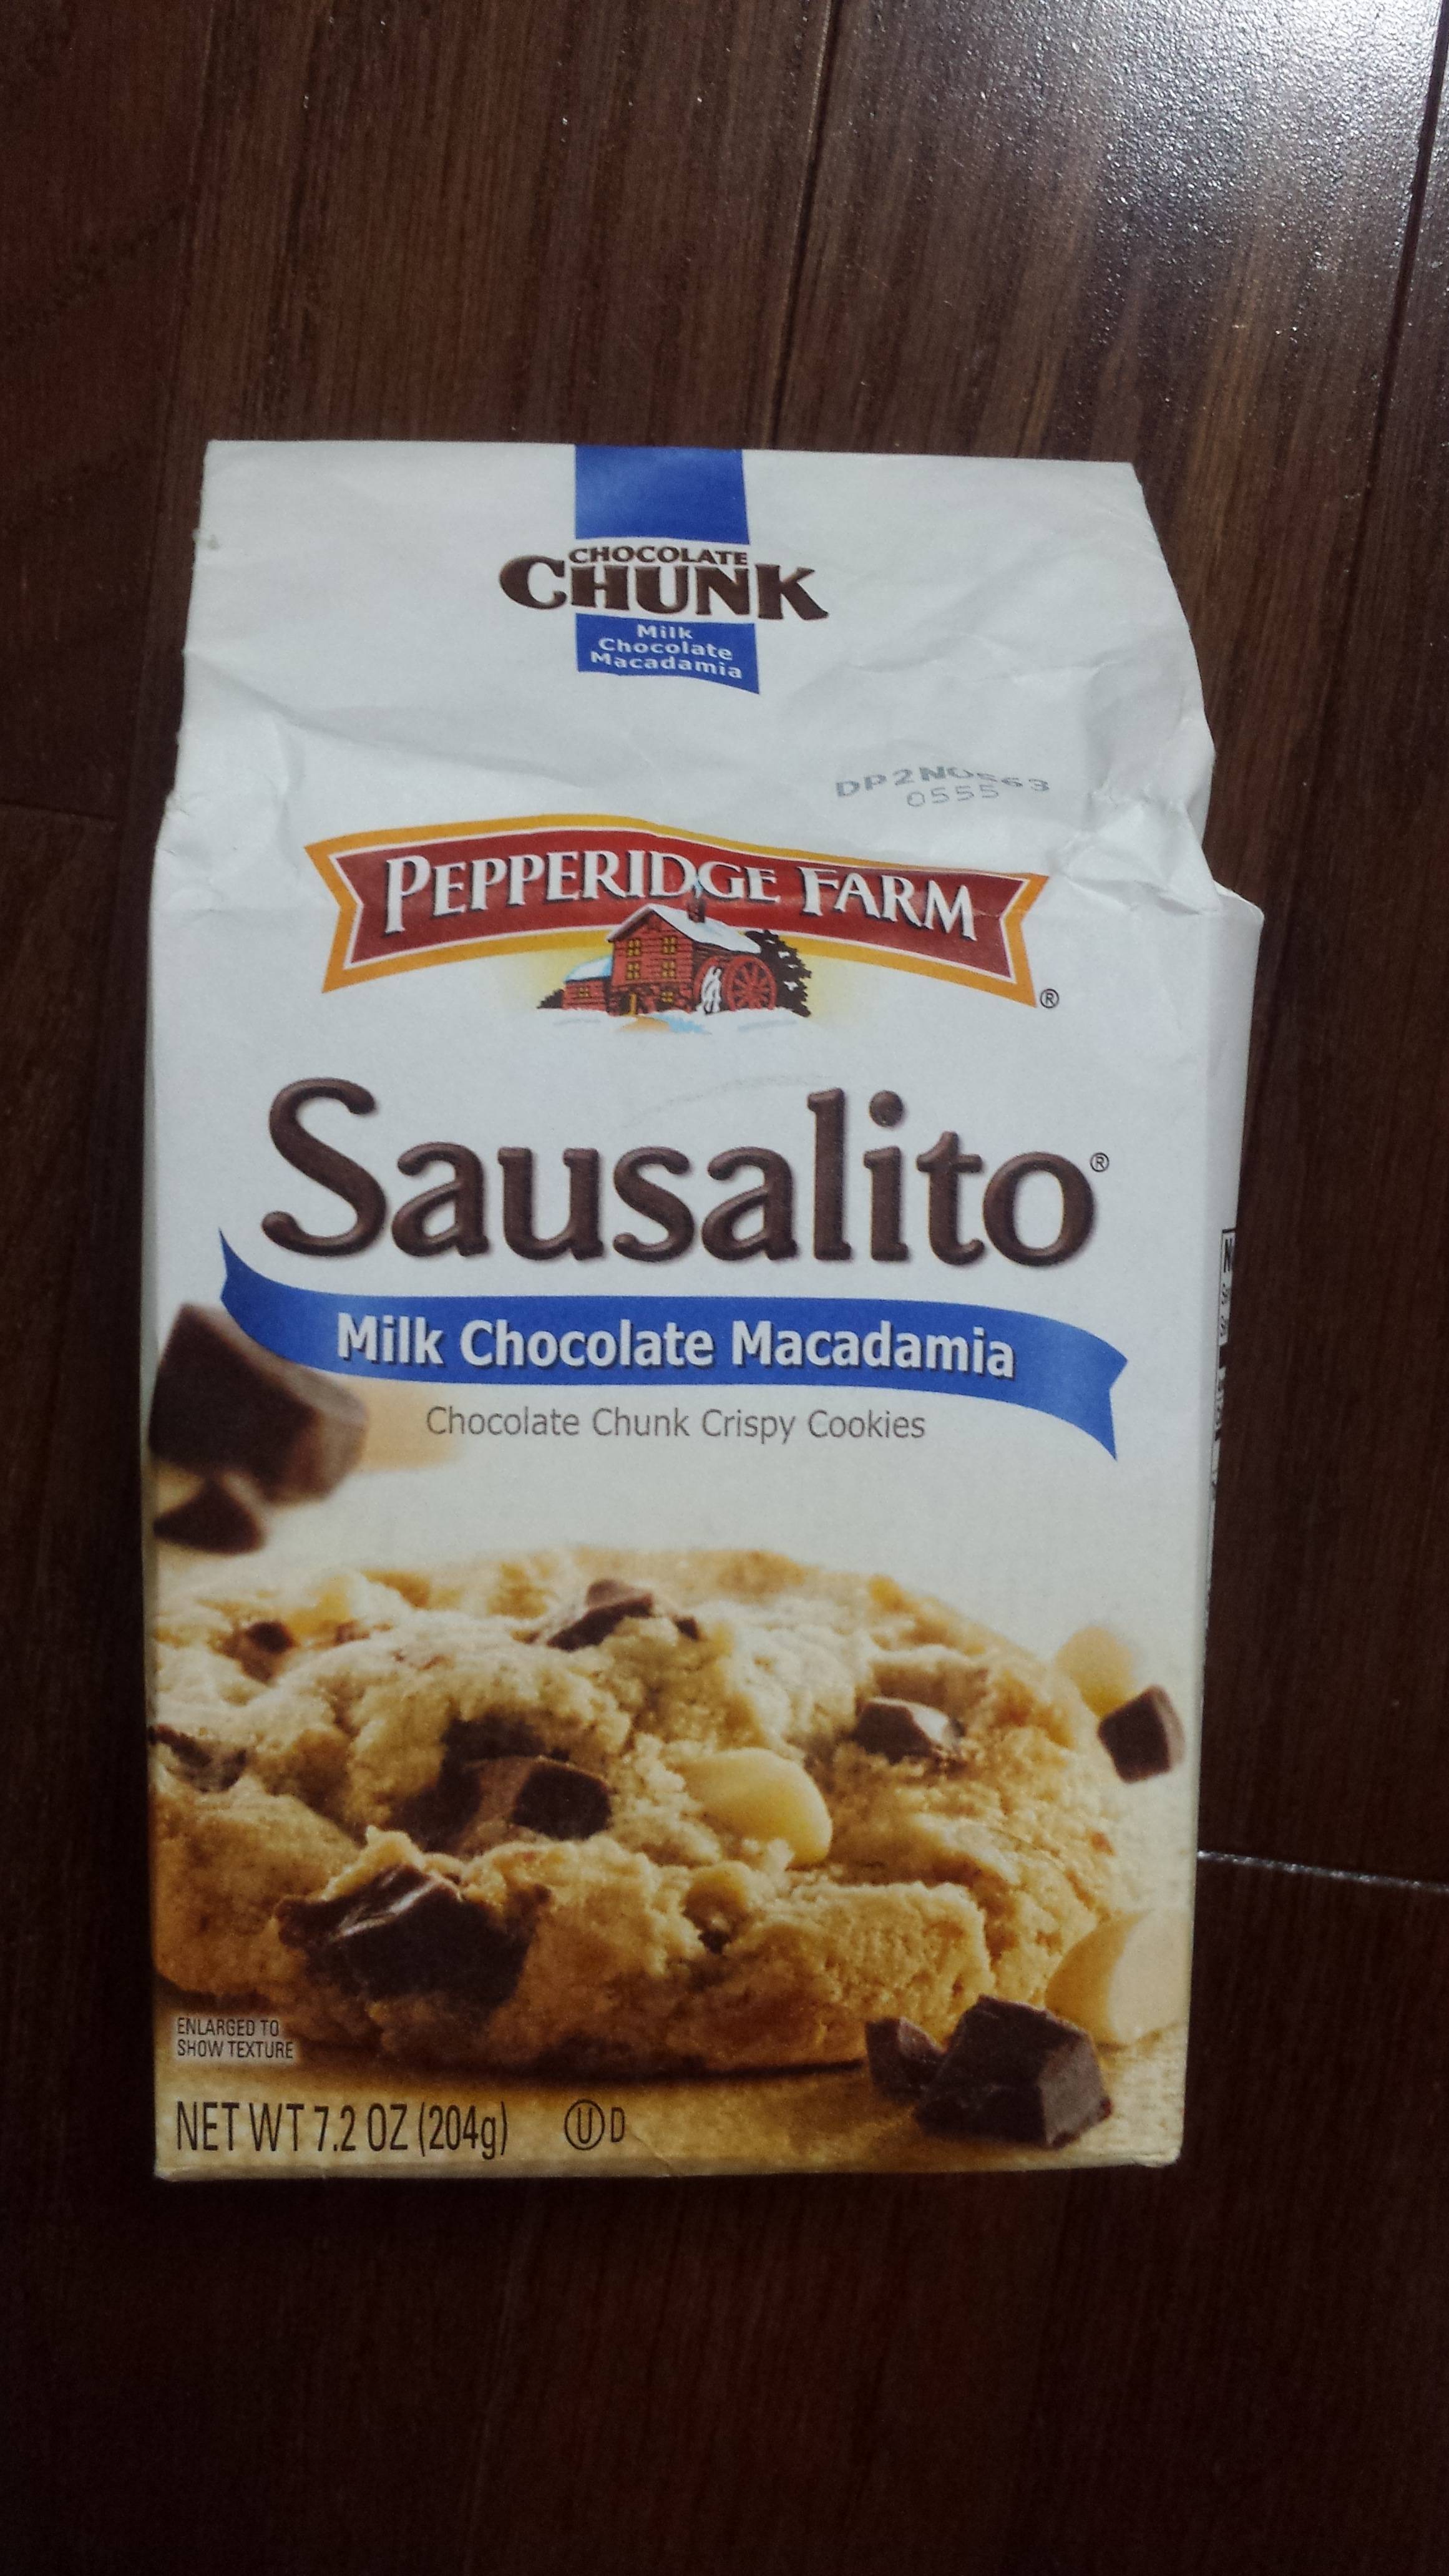 CHOCOLATE
CHUNK
Milk
Chocolate
Macadamia
0555
PEPPERIDGE FARM
®
Sausalito®
Milk Chocolate Macadamia
Chocolate Chunk Crispy Cookies
ENLARGED TO
SHOW TEXTURE
NET WT 7.2 OZ (204g) Ⓤ D